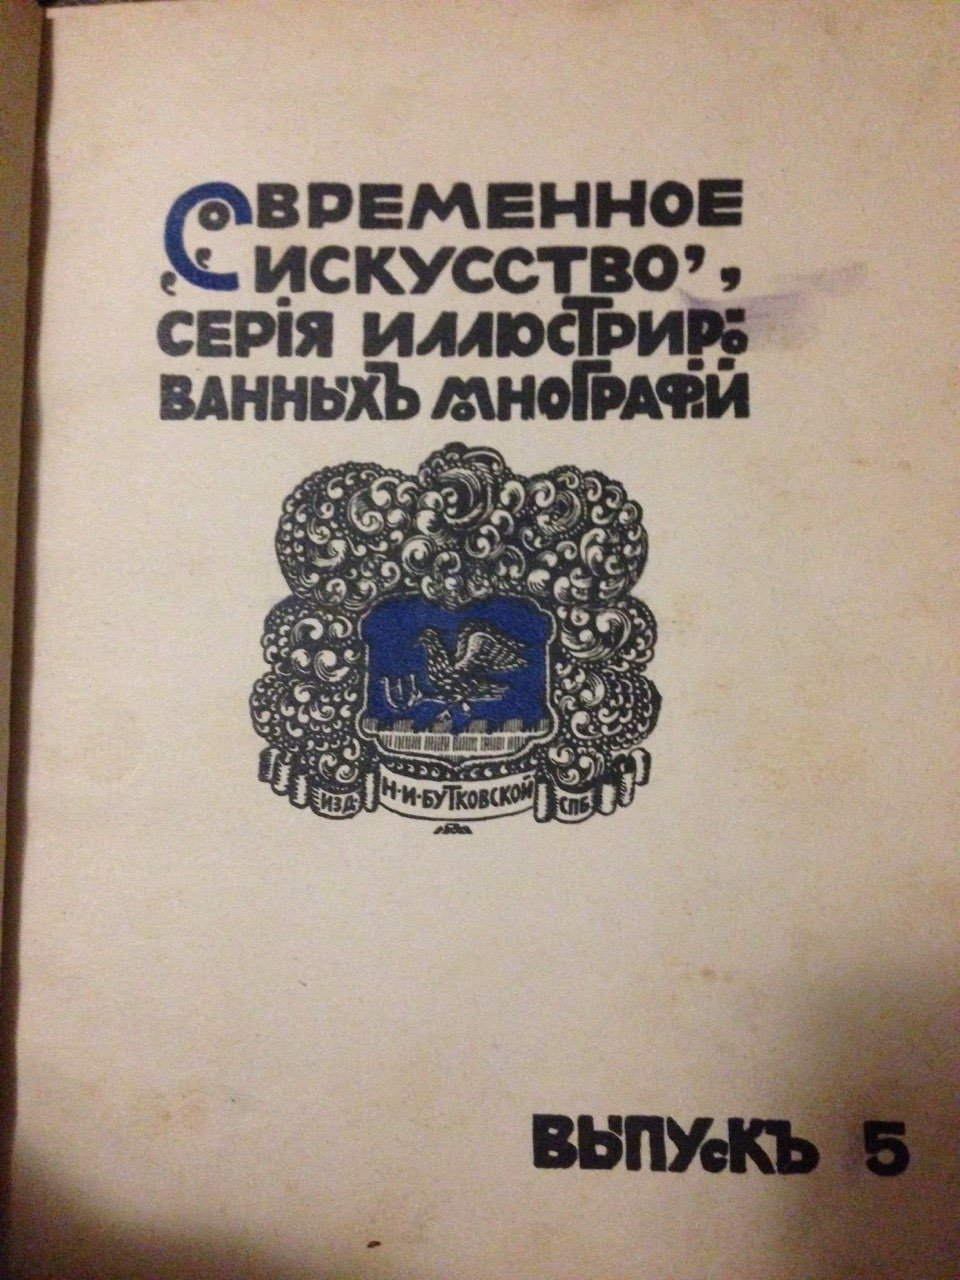 „СОВРЕМЕННОЕ
ИСКУССТВО”,
СЕРІЯ ИЛЛЮСТРИРО
ВАННЫХЪ МОНОГРАФІЙ
ИЗД. Н·И·БУТКОВСКОЙ СПБ.
ВЫПУСКЪ 5